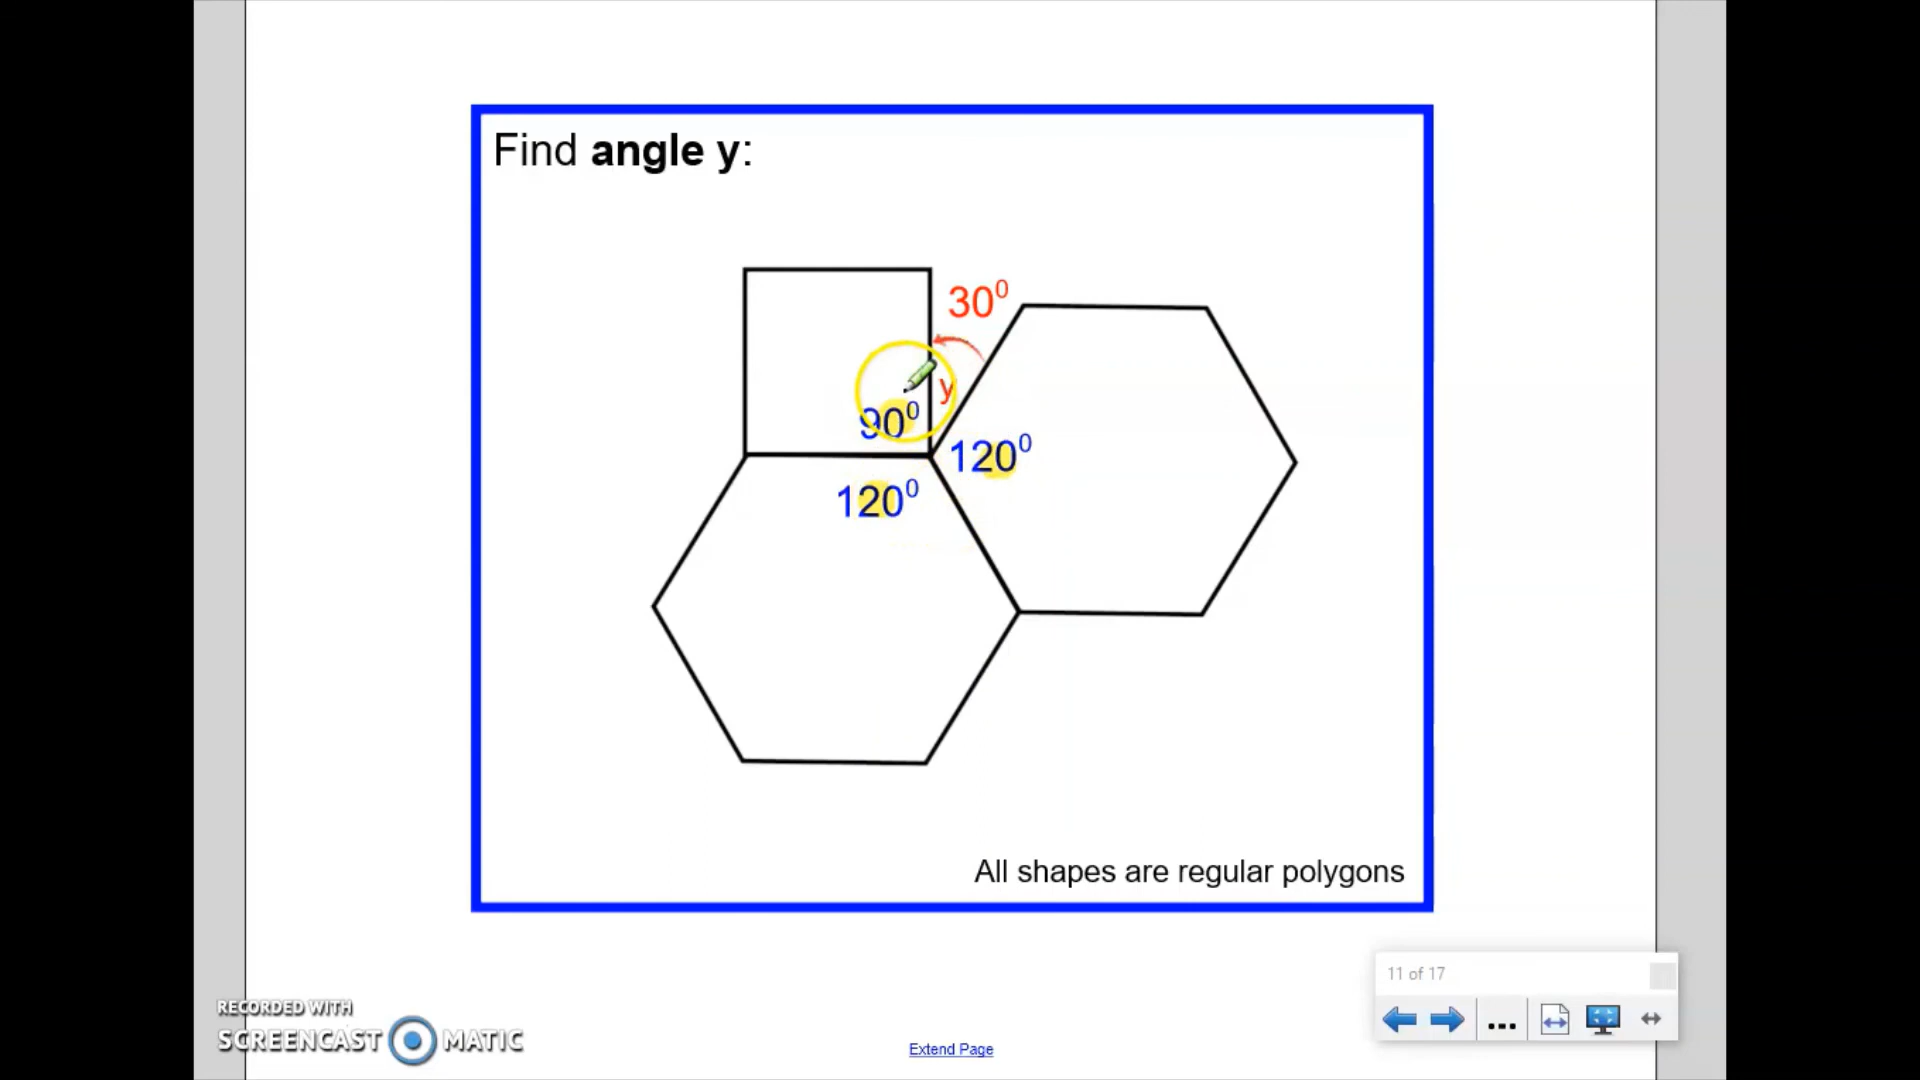 Find angle y:
30⁰
y
90⁰
120⁰
120⁰
All shapes are regular polygons
11 of 17
RECORDED WITH
SCREENCAST MATIC
Extend Page